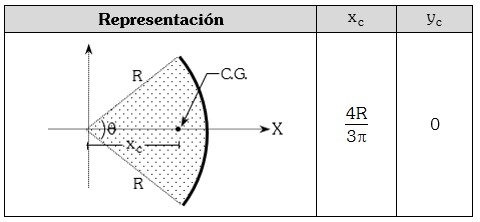 Representación
x_c
y_c
R
C.G.
θ
X
x_c
R
4R
3π
0